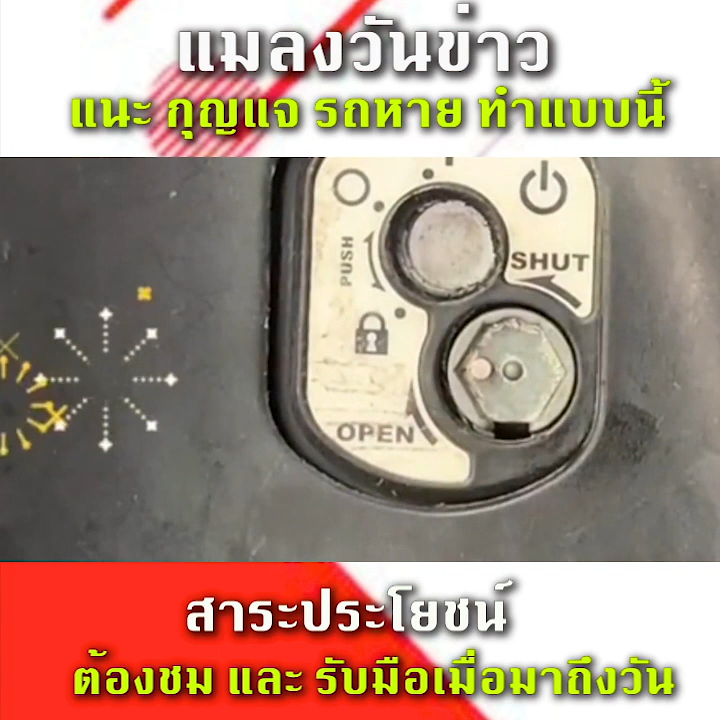 แมลงวันข่าว
แนะ กุญแจ รถหาย ทำแบบนี้
PUSH
SHUT
OPEN
สาระประโยชน์
ต้องชม และ รับมือเมื่อมาถึงวัน